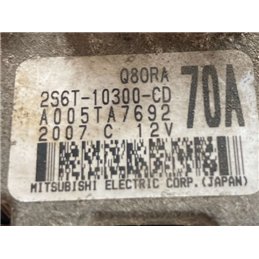 Q80RA
70A
2S6T-10300-CD
A005TA7692
2007 C 12V
MITSUBISHI ELECTRIC CORP.(JAPAN)